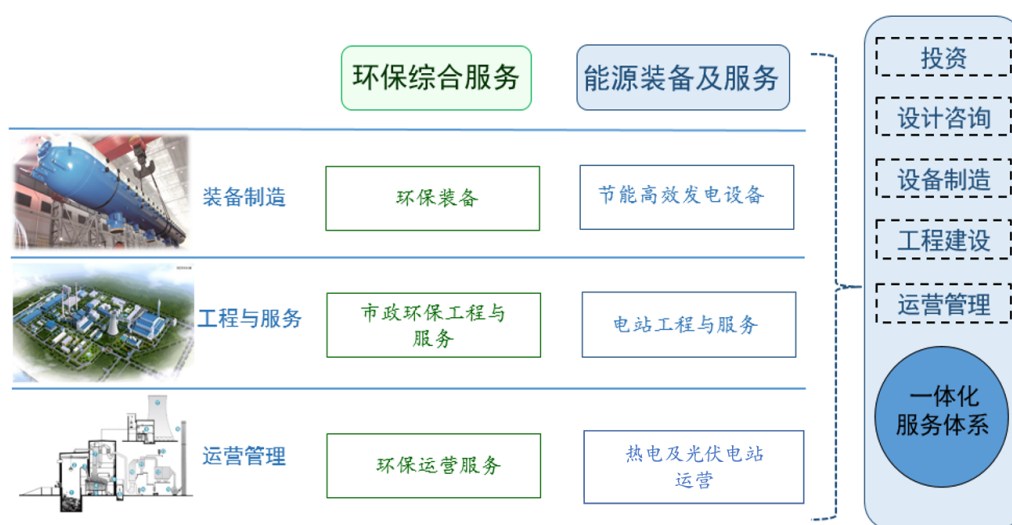 环保综合服务
能源装备及服务
装备制造
环保装备
节能高效发电设备
工程与服务
市政环保工程与
服务
电站工程与服务
运营管理
环保运营服务
热电及光伏电站
运营
投资
设计咨询
设备制造
工程建设
运营管理
一体化
服务体系